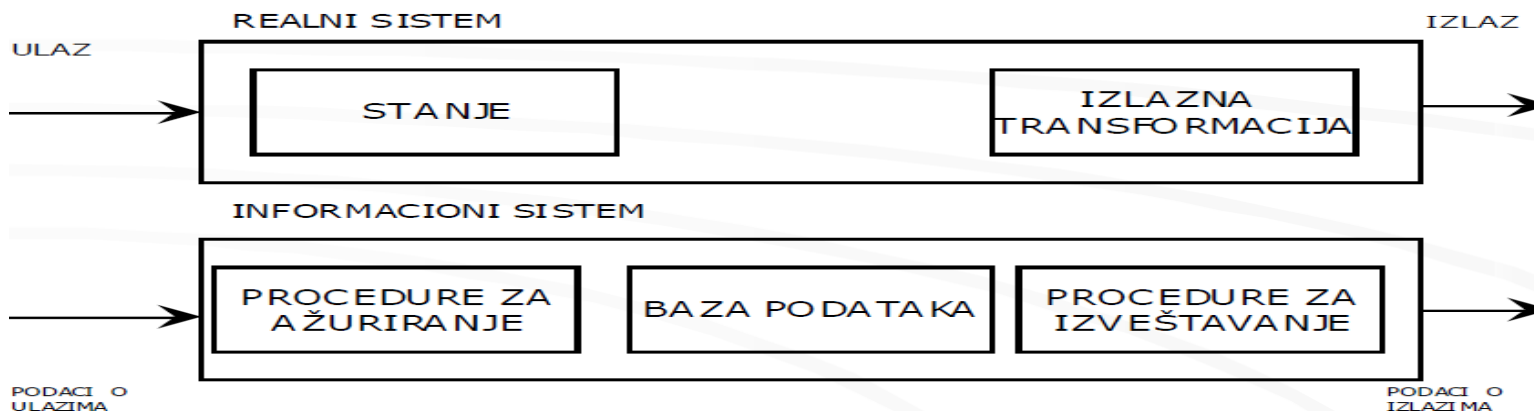 REALNI SISTEM
IZLAZ
ULAZ
STANJE
IZLAZNA
TRANSFORMACIJA
INFORMACIONI SISTEM
PROCEDURE ZA
AŽURIRANJE
BAZA PODATAKA
PROCEDURE ZA
IZVEŠTAVANJE
PODACI O
ULAZIMA
PODACI O
IZLAZIMA